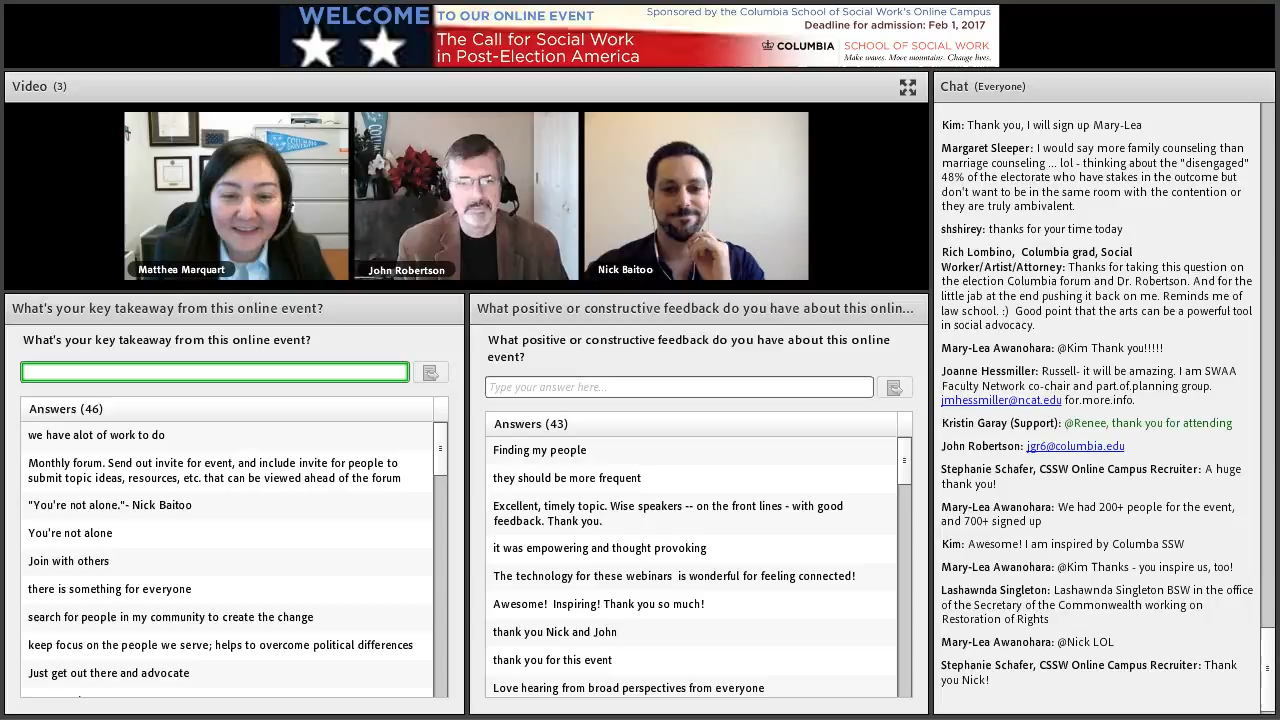 WELCOME TO OUR ONLINE EVENT
The Call for Social Work
in Post-Election America
Sponsored by the Columbia School of Social Work's Online Campus
Deadline for admission: Feb 1, 2017
COLUMBIA SCHOOL OF SOCIAL WORK
Make waves. Move mountains. Change lives.
Video (3)
Matthea Marquart
John Robertson
Nick Baitoo
What's your key takeaway from this online event?
What's your key takeaway from this online event?
Answers (46)
we have alot of work to do
Monthly forum. Send out invite for event, and include invite for people to
submit topic ideas, resources, etc. that can be viewed ahead of the forum
"You're not alone."- Nick Baitoo
You're not alone
Join with others
there is something for everyone
search for people in my community to create the change
keep focus on the people we serve; helps to overcome political differences
Just get out there and advocate
What positive or constructive feedback do you have about this onlin...
What positive or constructive feedback do you have about this online
event?
Type your answer here...
Answers (43)
Finding my people
they should be more frequent
Excellent, timely topic. Wise speakers -- on the front lines - with good
feedback. Thank you.
it was empowering and thought provoking
The technology for these webinars is wonderful for feeling connected!
Awesome! Inspiring! Thank you so much!
thank you Nick and John
thank you for this event
Love hearing from broad perspectives from everyone
Chat (Everyone)
Kim: Thank you, I will sign up Mary-Lea
Margaret Sleeper: I would say more family counseling than
marriage counseling ... lol - thinking about the "disengaged"
48% of the electorate who have stakes in the outcome but
don't want to be in the same room with the contention or
they are truly ambivalent.
shshirey: thanks for your time today
Rich Lombino, Columbia grad, Social
Worker/Artist/Attorney: Thanks for taking this question on
the election Columbia forum and Dr. Robertson. And for the
little jab at the end pushing it back on me. Reminds me of
law school. :) Good point that the arts can be a powerful tool
in social advocacy.
Mary-Lea Awanohara: @Kim Thank you!!!!!
Joanne Hessmiller: Russell- it will be amazing. I am SWAA
Faculty Network co-chair and part.of.planning group.
jmhessmiller@ncat.edu for.more.info.
Kristin Garay (Support): @Renee, thank you for attending
John Robertson: jgr6@columbia.edu
Stephanie Schafer, CSSW Online Campus Recruiter: A huge
thank you!
Mary-Lea Awanohara: We had 200+ people for the event,
and 700+ signed up
Kim: Awesome! I am inspired by Columba SSW
Mary-Lea Awanohara: @Kim Thanks - you inspire us, too!
Lashawnda Singleton: Lashawnda Singleton BSW in the office
of the Secretary of the Commonwealth working on
Restoration of Rights
Mary-Lea Awanohara: @Nick LOL
Stephanie Schafer, CSSW Online Campus Recruiter: Thank
you Nick!